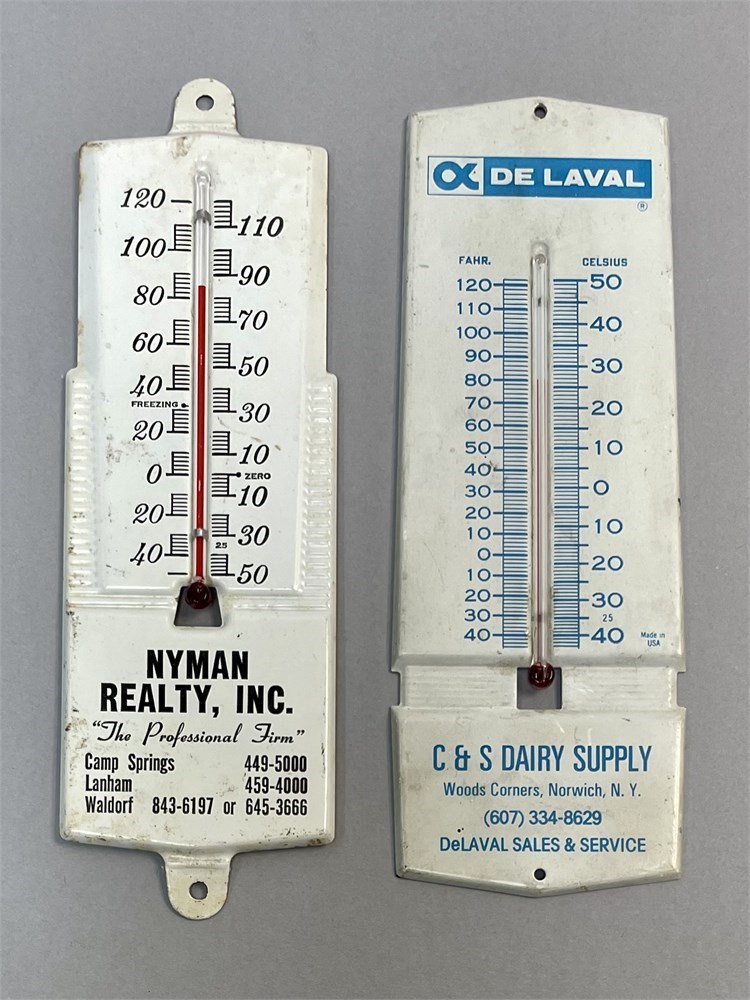 120
110
100
90
80
70
60
50
40
FREEZING
30
20
10
0
ZERO
10
20
30
25
40
50
NYMAN
REALTY, INC.
"The Professional Firm"
Camp Springs 449-5000
Lanham 459-4000
Waldorf 843-6197 or 645-3666
DE LAVAL
®
FAHR. CELSIUS
120 50
110
100 40
90
80 30
70 20
60
50 10
40
30 0
20
10 10
0
10 20
20 30
30 25
40 40
Made in
USA
C & S DAIRY SUPPLY
Woods Corners, Norwich, N. Y.
(607) 334-8629
DeLAVAL SALES & SERVICE